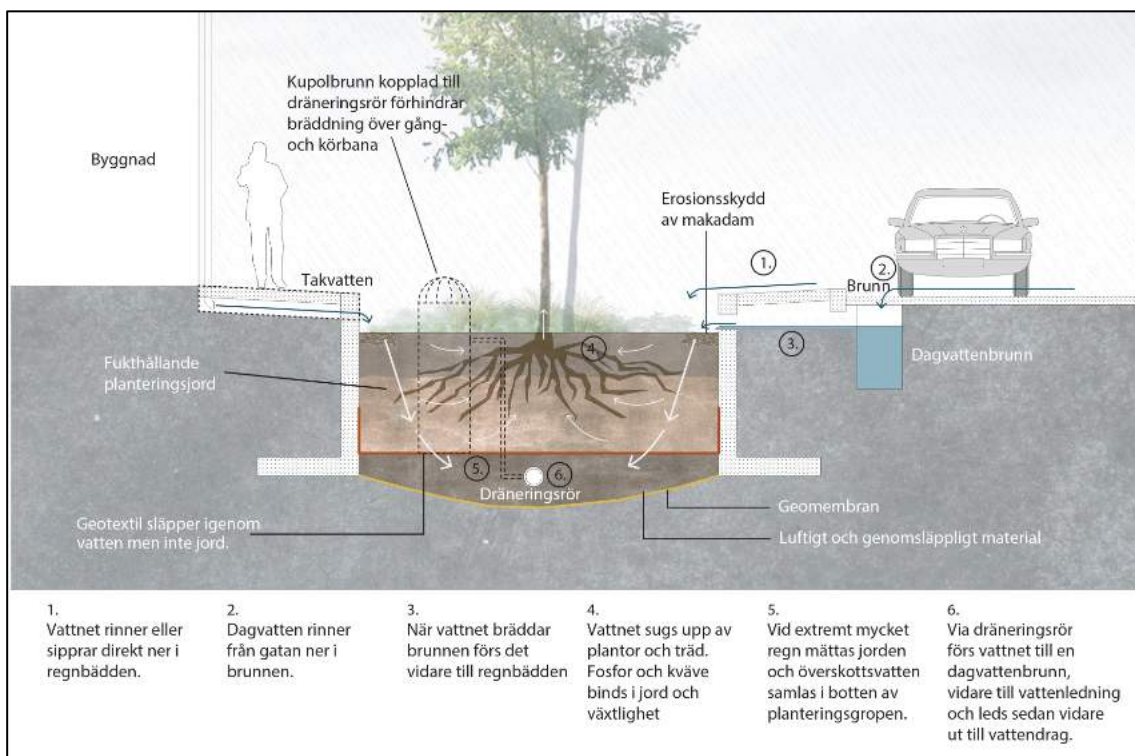 Kupolbrunn kopplad till
dräneringsrör förhindrar
bräddning över gång-
och körbana
Byggnad
Erosionsskydd
av makadam
Takvatten
1.
2.
Brunn
3.
4.
Dagvattenbrunn
Fukthållande
planteringsjord
5.
6.
Dräneringsrör
Geomembran
Geotextil släpper igenom
vatten men inte jord.
Luftigt och genomsläppligt material
1.
Vattnet rinner eller
sipprar direkt ner i
regnbädden.
2.
Dagvatten rinner
från gatan ner i
brunnen.
3.
När vattnet bräddar
brunnen förs det
vidare till regnbädden
4.
Vattnet sugs upp av
plantor och träd.
Fosfor och kväve
binds i jord och
växtlighet
5.
Vid extremt mycket
regn mättas jorden
och överskottsvatten
samlas i botten av
planteringsgropen.
6.
Via dräneringsrör
förs vattnet till en
dagvattenbrunn,
vidare till vattenledning
och leds sedan vidare
ut till vattendrag.